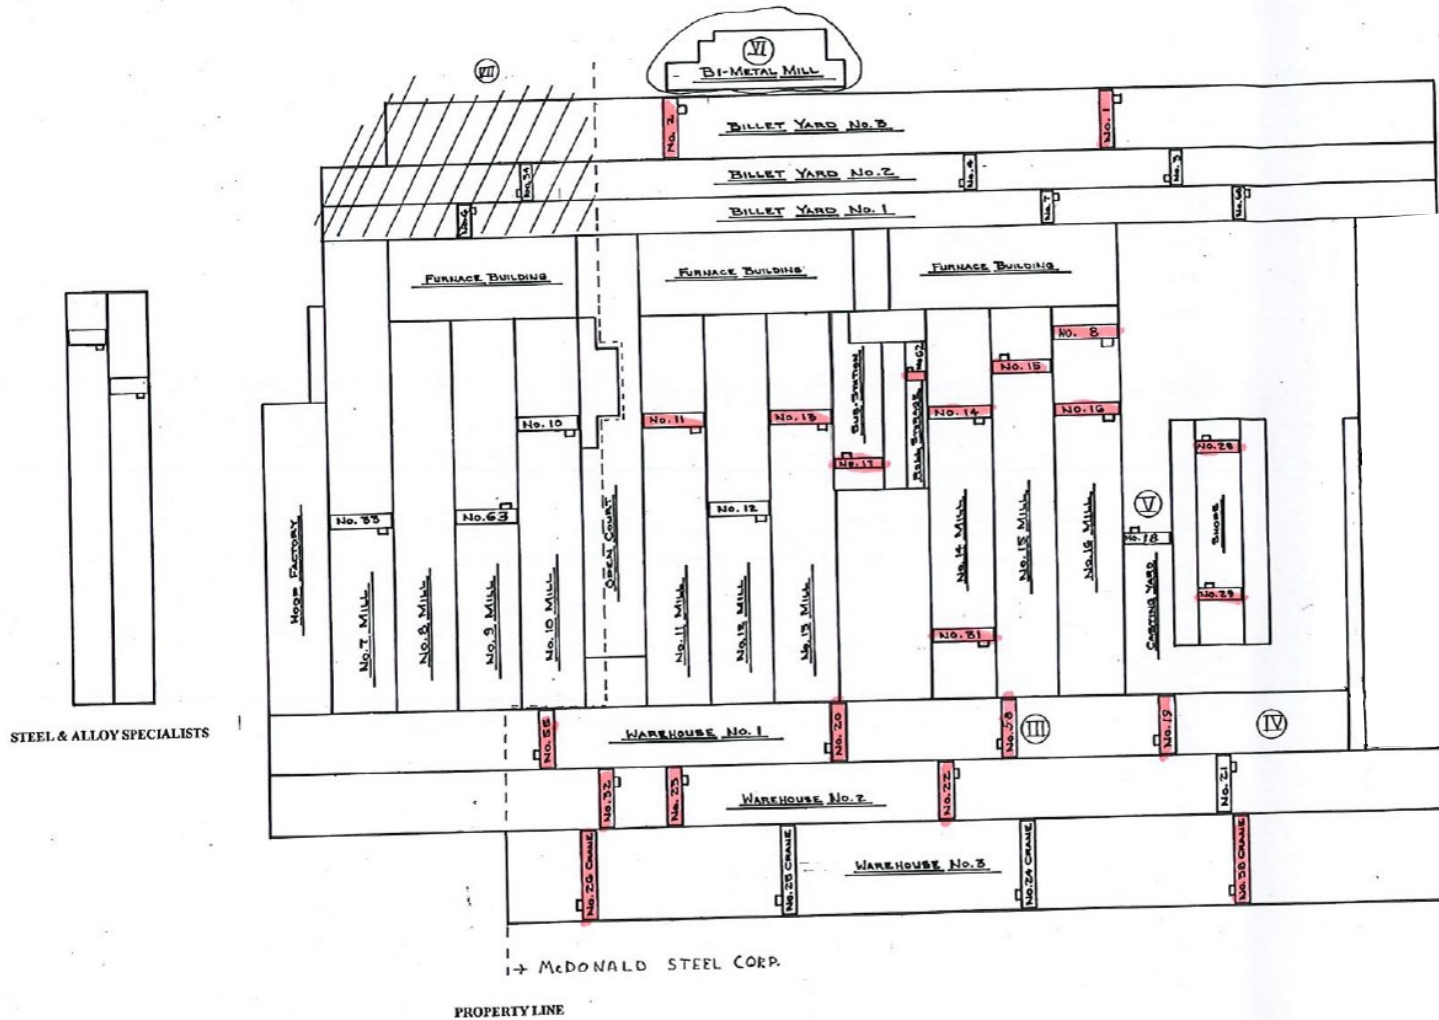 VI
BI-METAL MILL
VII
No. 2
BILLET YARD No. 3
No. 1
No. 34
BILLET YARD No. 2
No. 4
No. 3
No. 6
BILLET YARD No. 1
No. 7
No. 60
FURNACE BUILDING
FURNACE BUILDING
FURNACE BUILDING
No. 8
No. 62
No. 15
SUB-STATION
ROLL STORAGE
No. 10
No. 11
No. 13
No. 14
No. 16
No. 28
No. 17
No. 33
No. 63
No. 12
V
No. 18
SHOPS
No. 29
HOOP FACTORY
No. 7 MILL
No. 8 MILL
No. 9 MILL
No. 10 MILL
OPEN COURT
No. 11 MILL
No. 12 MILL
No. 13 MILL
No. 14 MILL
No. 15 MILL
No. 16 MILL
CASTING YARD
No. 31
STEEL & ALLOY SPECIALISTS
No. 55
WAREHOUSE No. 1
No. 20
No. 58
III
No. 19
IV
No. 32
No. 23
WAREHOUSE No. 2
No. 22
No. 21
No. 26 CRANE
No. 25 CRANE
WAREHOUSE No. 3
No. 24 CRANE
→ McDONALD STEEL CORP.
PROPERTY LINE